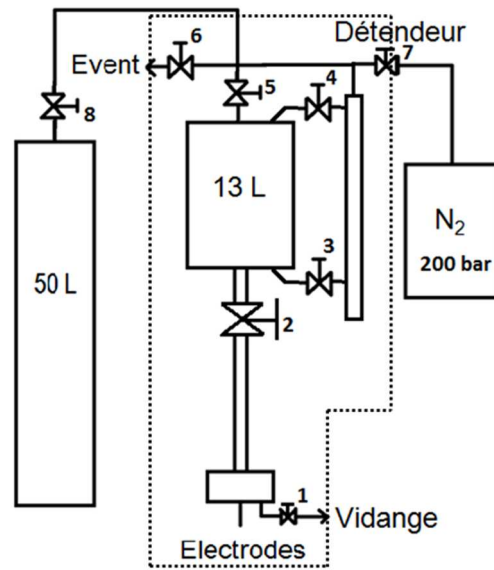 6
Détendeur
7
Event
5
4
8
13 L
N2
200 bar
3
50 L
2
1
Vidange
Electrodes